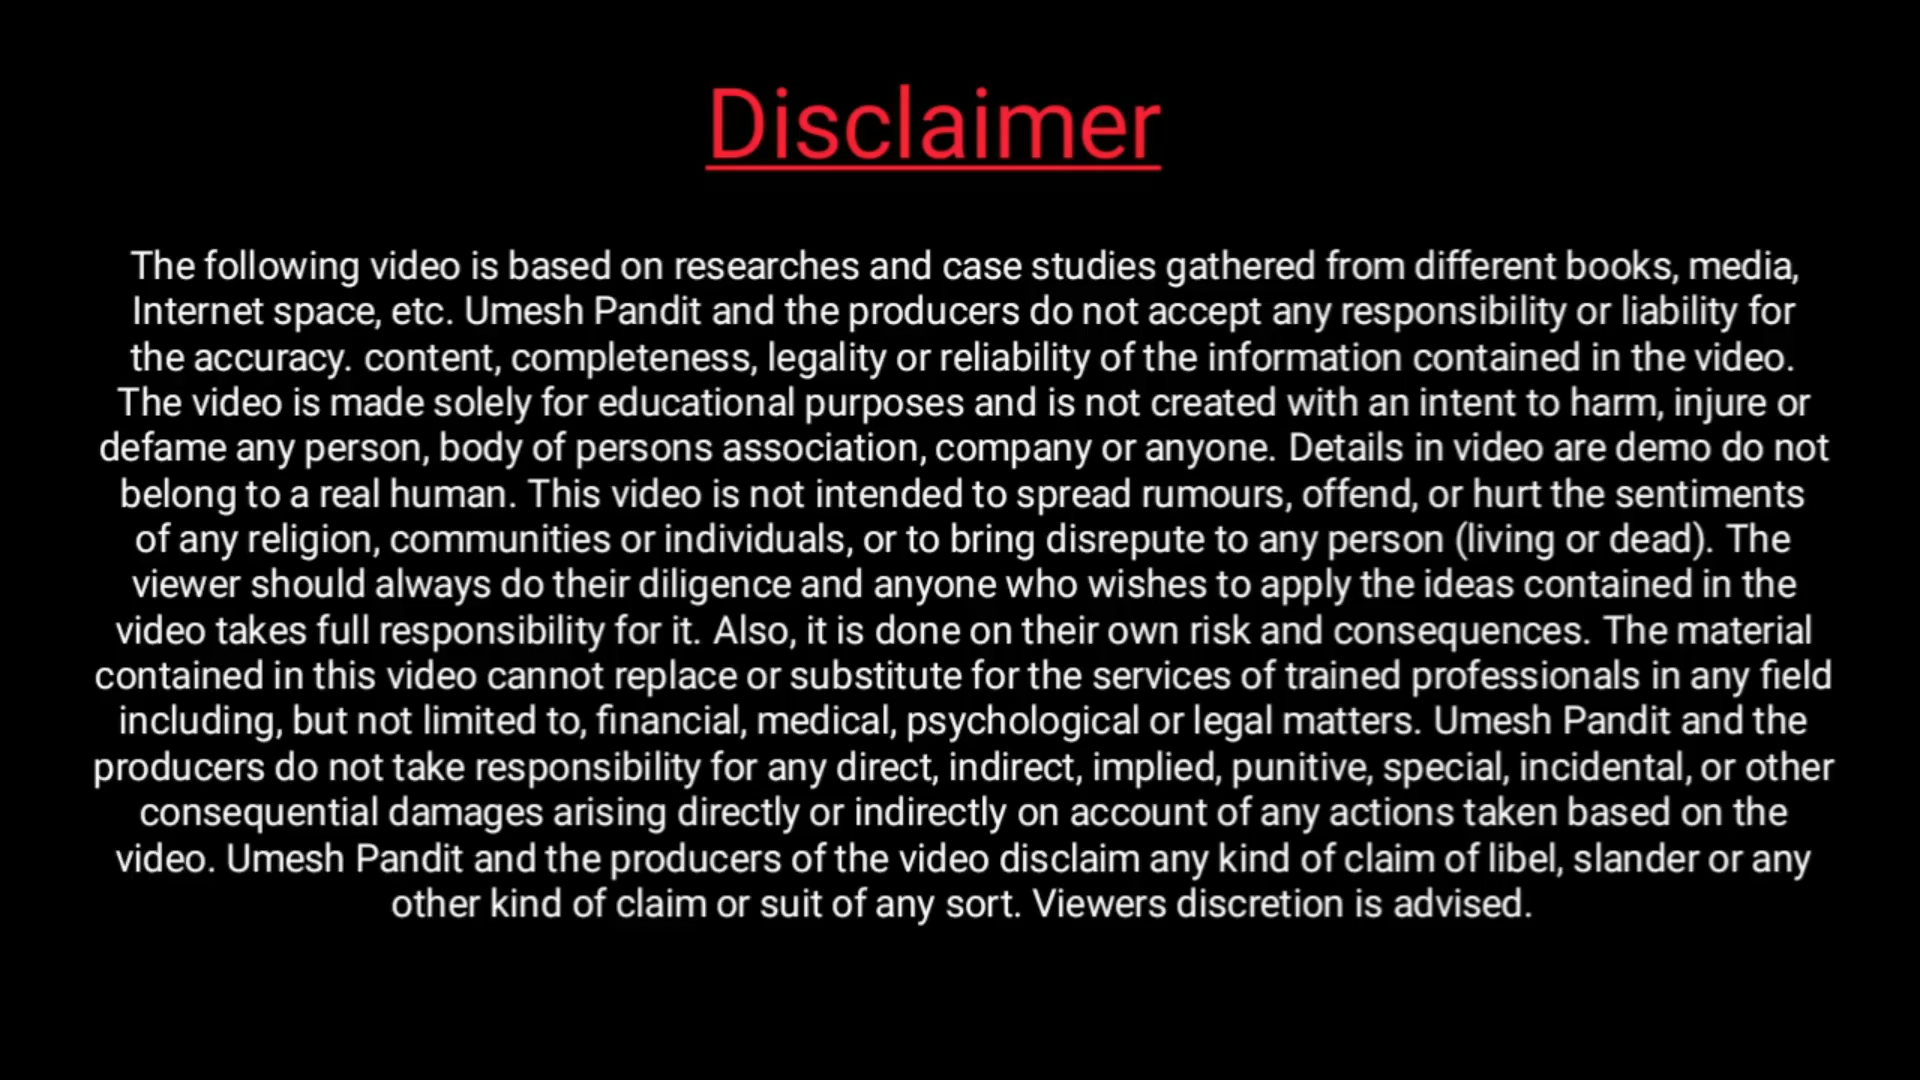 Disclaimer
The following video is based on researches and case studies gathered from different books, media,
Internet space, etc. Umesh Pandit and the producers do not accept any responsibility or liability for
the accuracy. content, completeness, legality or reliability of the information contained in the video.
The video is made solely for educational purposes and is not created with an intent to harm, injure or
defame any person, body of persons association, company or anyone. Details in video are demo do not
belong to a real human. This video is not intended to spread rumours, offend, or hurt the sentiments
of any religion, communities or individuals, or to bring disrepute to any person (living or dead). The
viewer should always do their diligence and anyone who wishes to apply the ideas contained in the
video takes full responsibility for it. Also, it is done on their own risk and consequences. The material
contained in this video cannot replace or substitute for the services of trained professionals in any field
including, but not limited to, financial, medical, psychological or legal matters. Umesh Pandit and the
producers do not take responsibility for any direct, indirect, implied, punitive, special, incidental, or other
consequential damages arising directly or indirectly on account of any actions taken based on the
video. Umesh Pandit and the producers of the video disclaim any kind of claim of libel, slander or any
other kind of claim or suit of any sort. Viewers discretion is advised.